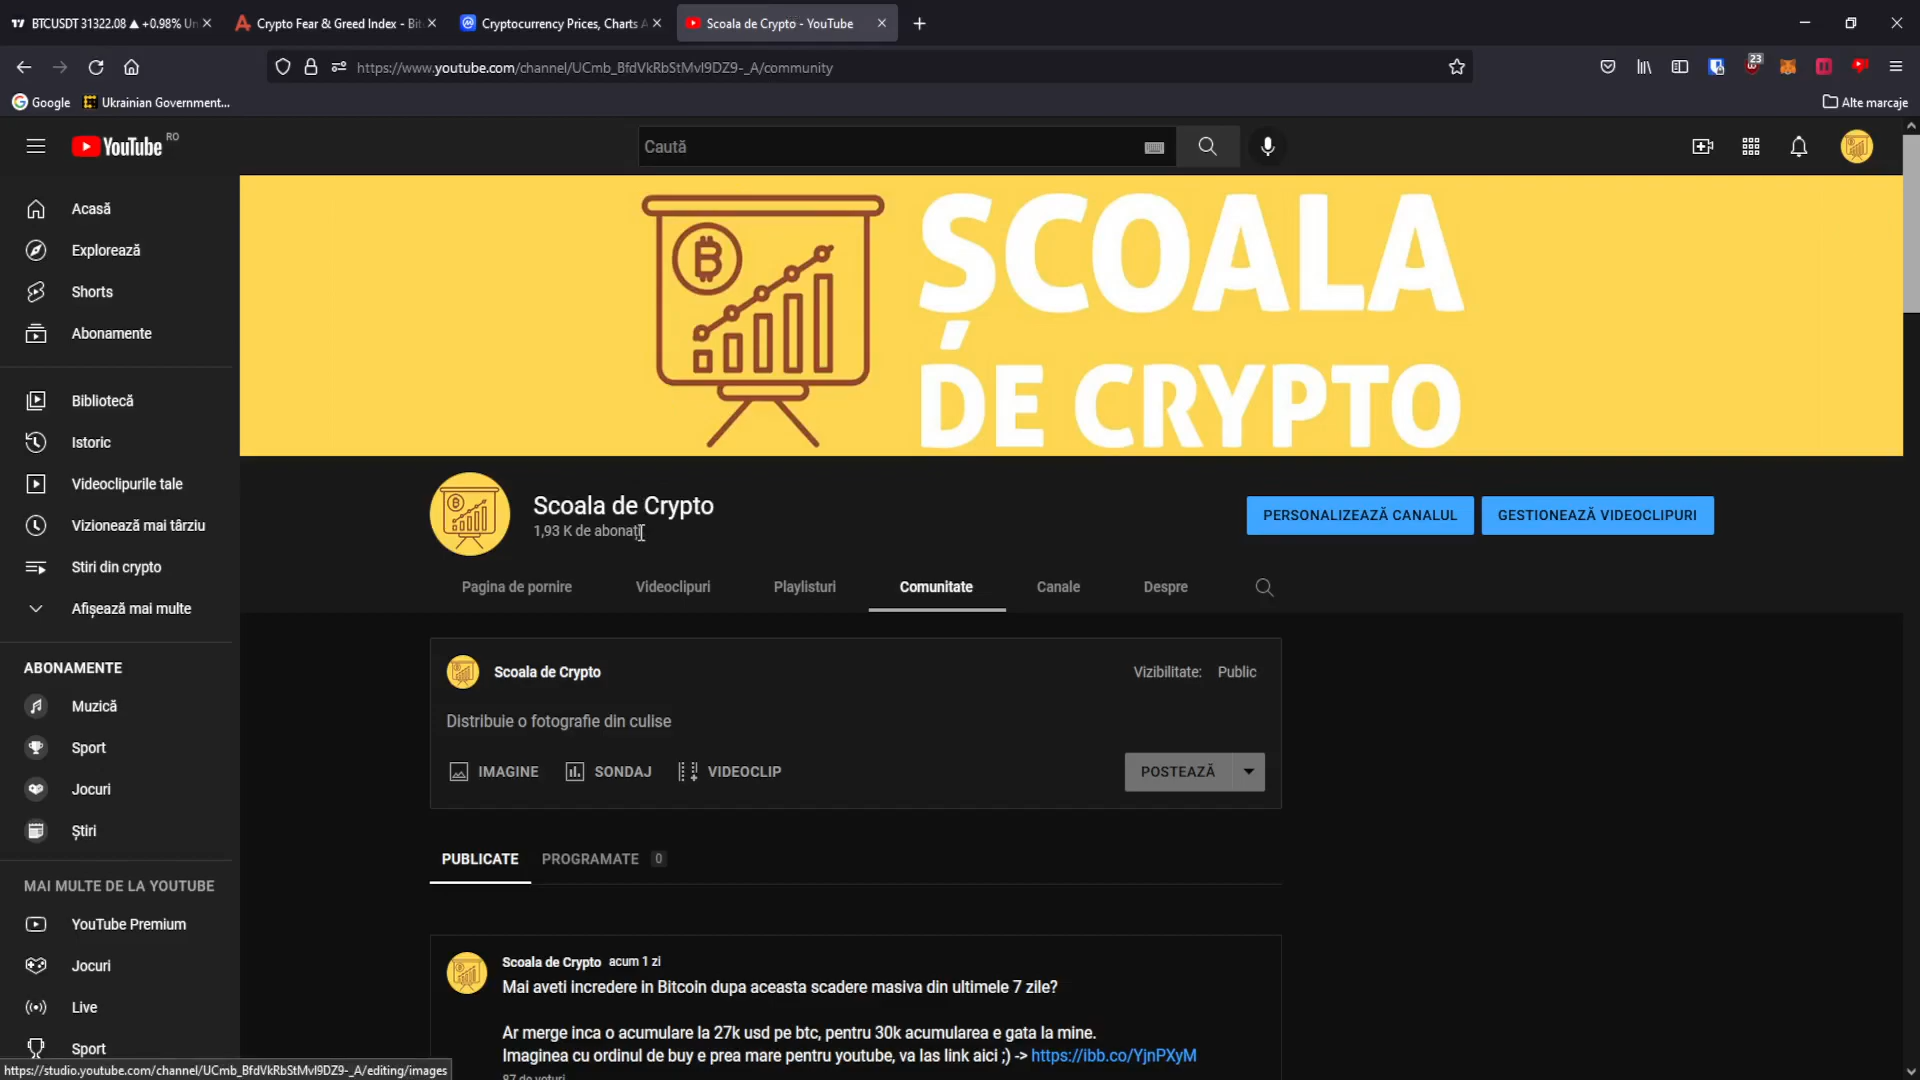 BTCUSDT 31322.08 ▲ +0.98% Un
Crypto Fear & Greed Index - Bit
Cryptocurrency Prices, Charts A
Scoala de Crypto - YouTube
https://www.youtube.com/channel/UCmb_BfdVkRbStMvI9DZ9-_A/community
23
Google
Ukrainian Government...
Alte marcaje
YouTube RO
Caută
Acasă
Explorează
Shorts
Abonamente
Bibliotecă
Istoric
Videoclipurile tale
Vizionează mai târziu
Stiri din crypto
Afișează mai multe
ABONAMENTE
Muzică
Sport
Jocuri
Știri
MAI MULTE DE LA YOUTUBE
YouTube Premium
Jocuri
Live
Sport
ȘCOALA
DE CRYPTO
Scoala de Crypto
1,93 K de abonați
PERSONALIZEAZĂ CANALUL
GESTIONEAZĂ VIDEOCLIPURI
Pagina de pornire
Videoclipuri
Playlisturi
Comunitate
Canale
Despre
Scoala de Crypto
Vizibilitate: Public
Distribuie o fotografie din culise
IMAGINE
SONDAJ
VIDEOCLIP
POSTEAZĂ
PUBLICATE
PROGRAMATE 0
Scoala de Crypto acum 1 zi
Mai aveti incredere in Bitcoin dupa aceasta scadere masiva din ultimele 7 zile?
Ar merge inca o acumulare la 27k usd pe btc, pentru 30k acumularea e gata la mine.
Imaginea cu ordinul de buy e prea mare pentru youtube, va las link aici ;) -> https://ibb.co/YjnPXyM
87 de voturi
https://studio.youtube.com/channel/UCmb_BfdVkRbStMvI9DZ9-_A/editing/images